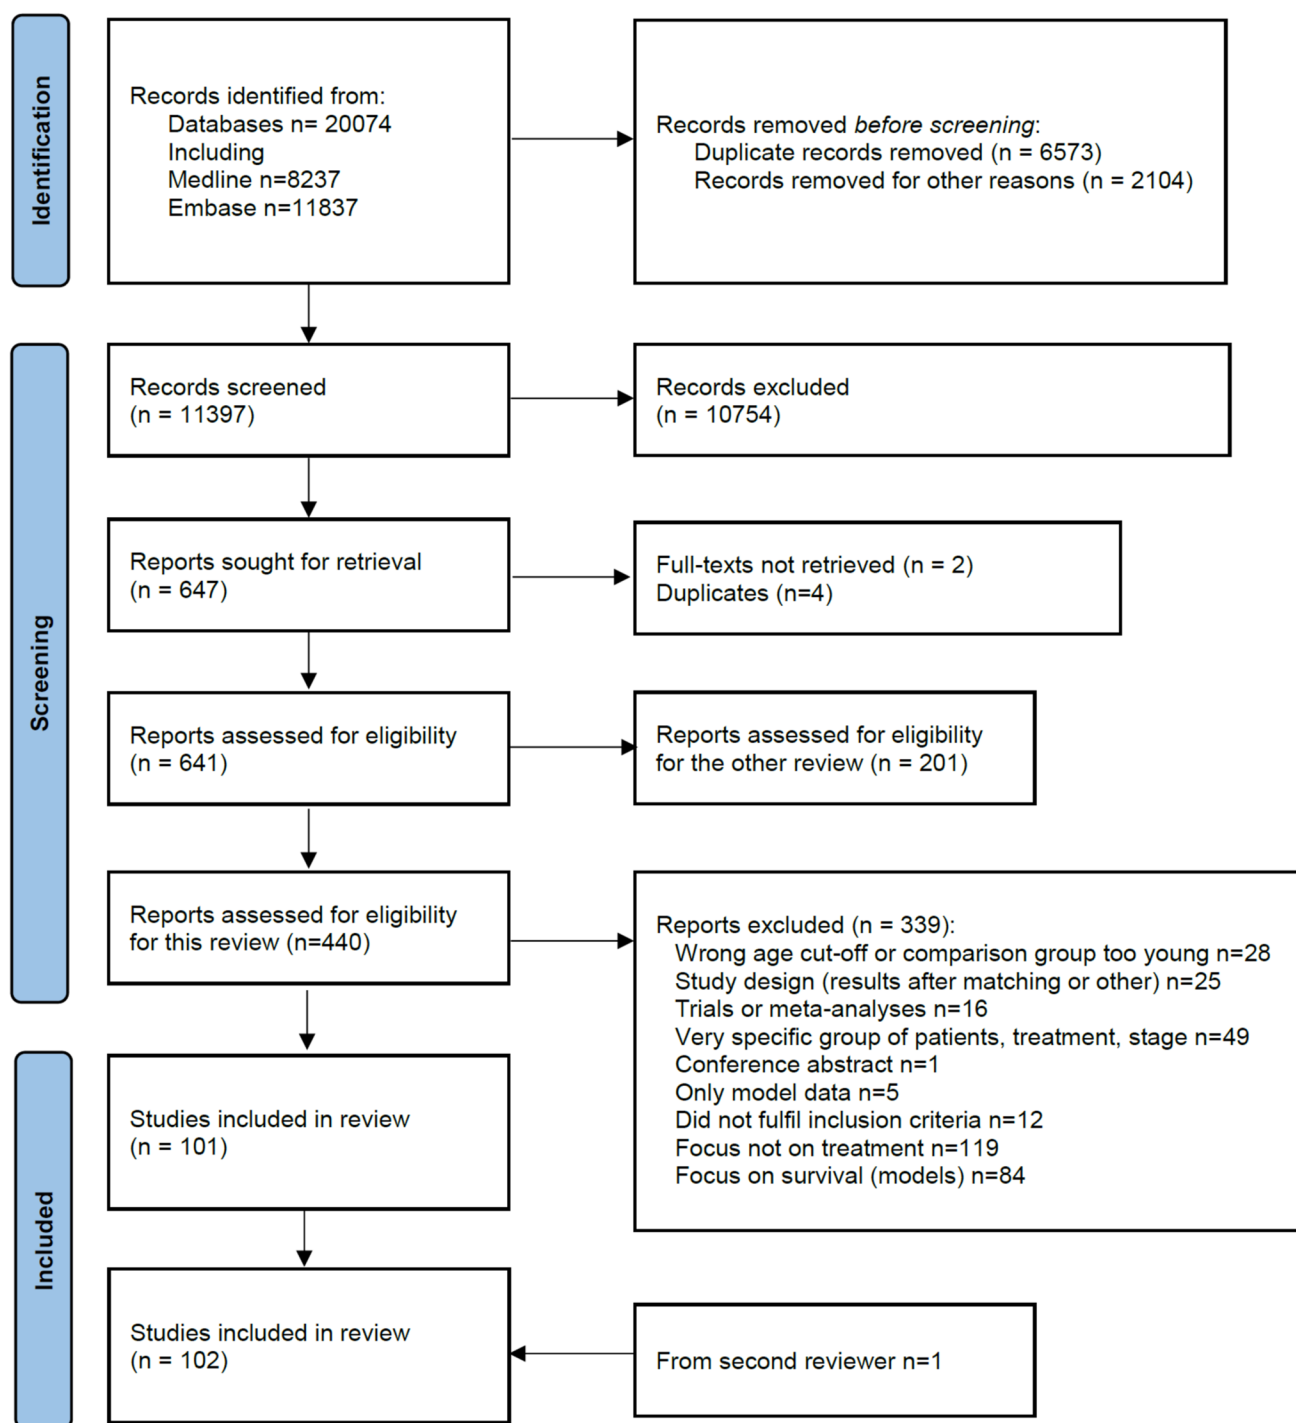 Identification
Records identified from:
Databases n= 20074
Including
Medline n=8237
Embase n=11837
Records removed before screening:
Duplicate records removed (n = 6573)
Records removed for other reasons (n = 2104)
Screening
Records screened
(n = 11397)
Records excluded
(n = 10754)
Reports sought for retrieval
(n = 647)
Full-texts not retrieved (n = 2)
Duplicates (n=4)
Reports assessed for eligibility
(n = 641)
Reports assessed for eligibility
for the other review (n = 201)
Reports assessed for eligibility
for this review (n=440)
Reports excluded (n = 339):
Wrong age cut-off or comparison group too young n=28
Study design (results after matching or other) n=25
Trials or meta-analyses n=16
Very specific group of patients, treatment, stage n=49
Conference abstract n=1
Only model data n=5
Did not fulfil inclusion criteria n=12
Focus not on treatment n=119
Focus on survival (models) n=84
Included
Studies included in review
(n = 101)
Studies included in review
(n = 102)
From second reviewer n=1